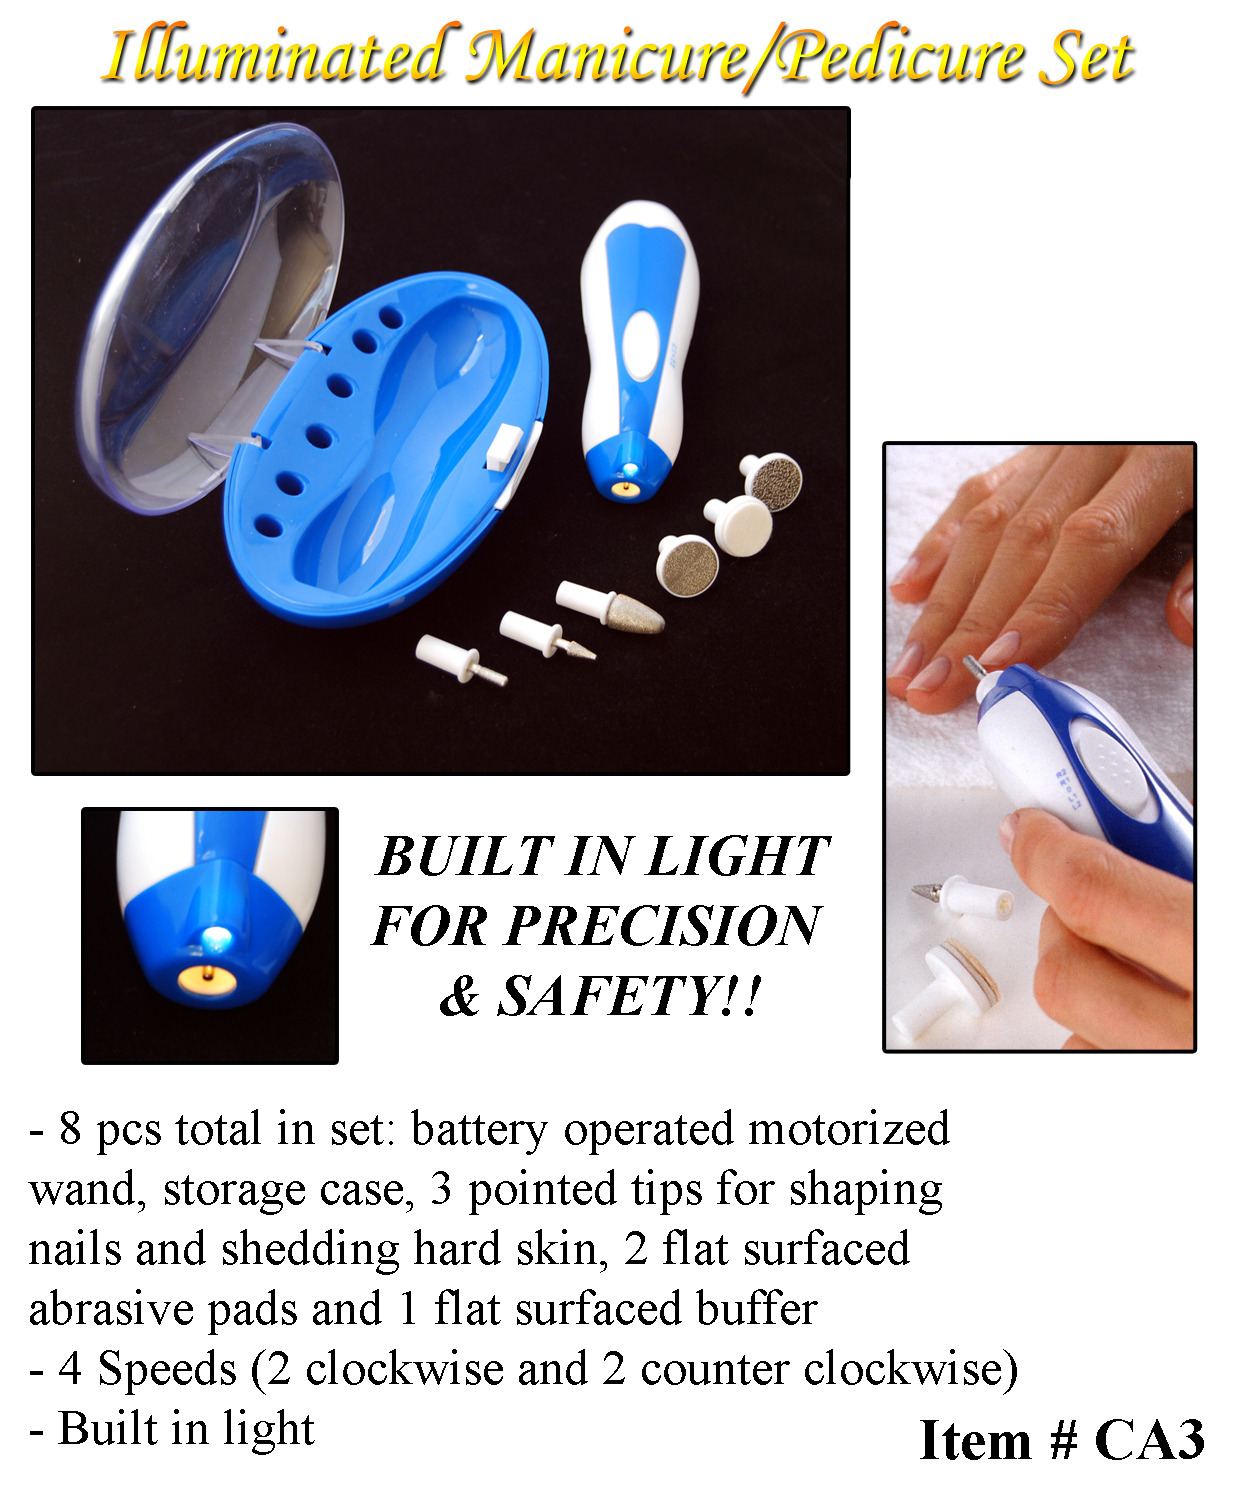 Illuminated Manicure/Pedicure Set
BUILT IN LIGHT
FOR PRECISION
& SAFETY!!
- 8 pcs total in set: battery operated motorized
wand, storage case, 3 pointed tips for shaping
nails and shedding hard skin, 2 flat surfaced
abrasive pads and 1 flat surfaced buffer
- 4 Speeds (2 clockwise and 2 counter clockwise)
- Built in light
Item # CA3